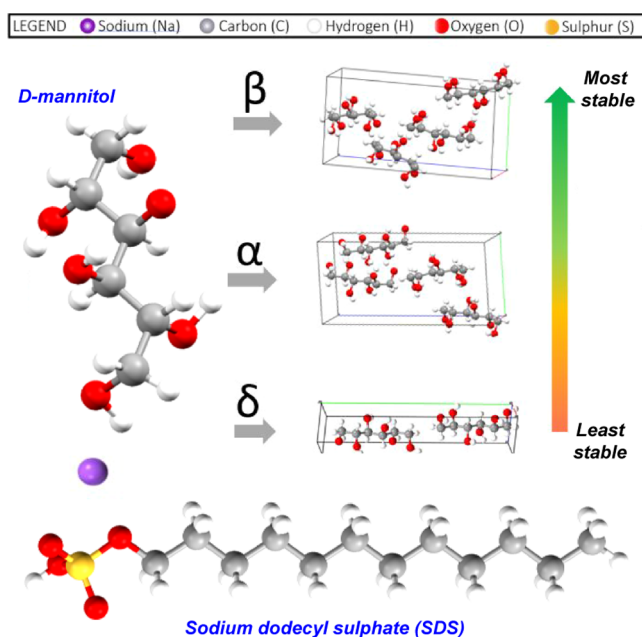 LEGEND Sodium (Na) Carbon (C) Hydrogen (H) Oxygen (O) Sulphur (S)
D-mannitol
β
Most
stable
α
δ
Least
stable
Sodium dodecyl sulphate (SDS)